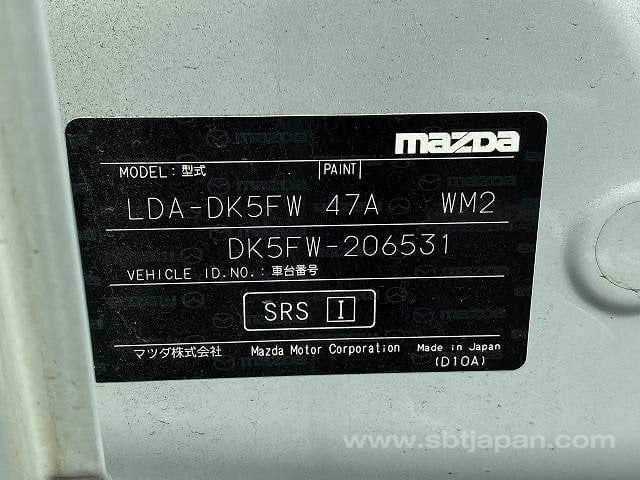 mazda
MODEL: 型式 PAINT
LDA-DK5FW 47A WM2
DK5FW-206531
VEHICLE ID.NO.: 車台番号
SRS I
マツダ株式会社 Mazda Motor Corporation Made in Japan
(D10A)
www.sbtjapan.com